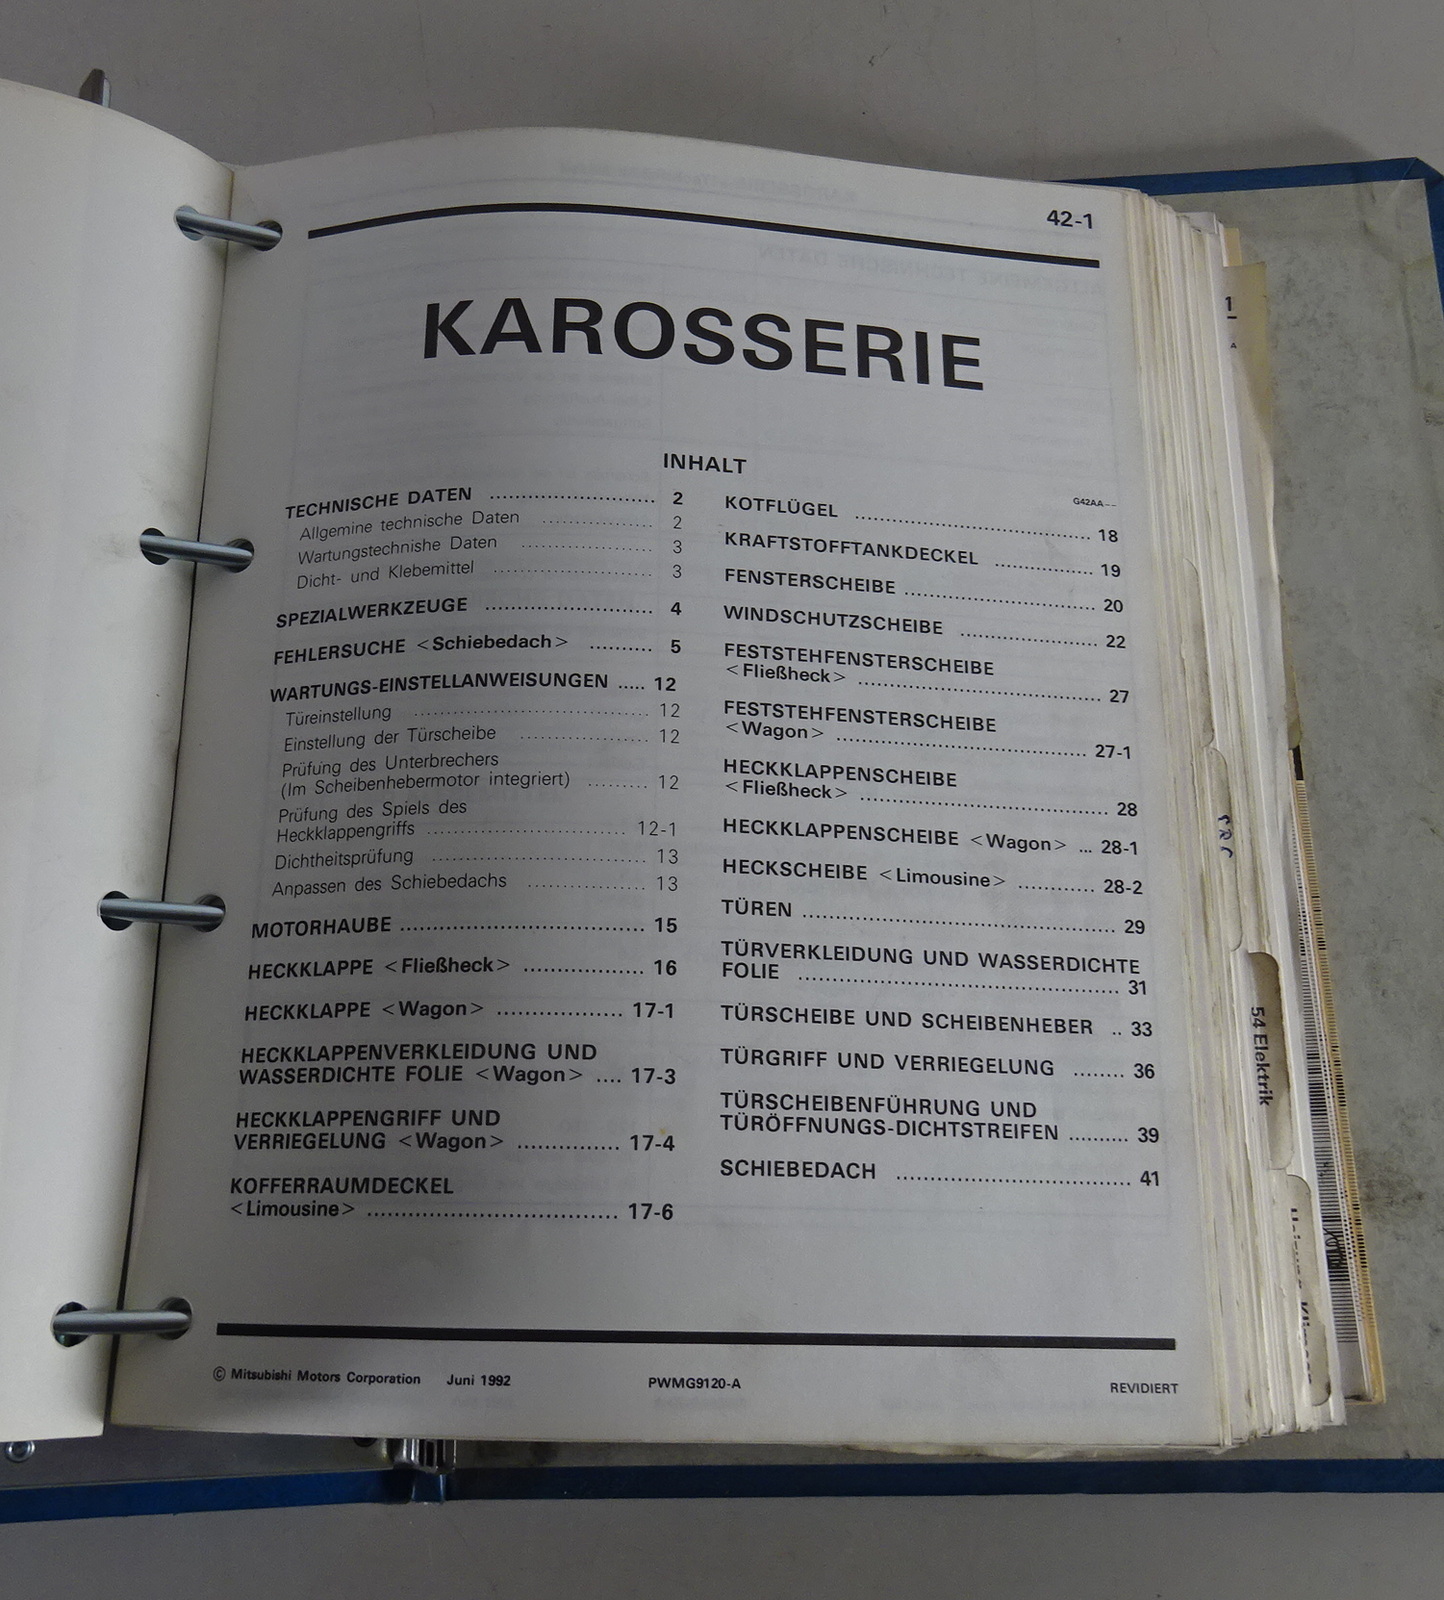 42-1
KAROSSERIE
INHALT
TECHNISCHE DATEN ........................ 2
Allgemine technische Daten ................ 2
Wartungstechnishe Daten ................... 3
Dicht- und Klebemittel ....................... 3
SPEZIALWERKZEUGE ........................ 4
FEHLERSUCHE <Schiebedach> .......... 5
WARTUNGS-EINSTELLANWEISUNGEN ..... 12
Türeinstellung .................................. 12
Einstellung der Türscheibe ................... 12
Prüfung des Unterbrechers
(Im Scheibenhebermotor integriert) ......... 12
Prüfung des Spiels des
Heckklappengriffs ............................. 12-1
Dichtheitsprüfung ............................... 13
Anpassen des Schiebedachs ................. 13
MOTORHAUBE .................................... 15
HECKKLAPPE <Fließheck> .................. 16
HECKKLAPPE <Wagon> ................... 17-1
HECKKLAPPENVERKLEIDUNG UND
WASSERDICHTE FOLIE <Wagon> .... 17-3
HECKKLAPPENGRIFF UND
VERRIEGELUNG <Wagon> ............... 17-4
KOFFERRAUMDECKEL
<Limousine> ..................................... 17-6
G42AA--
KOTFLÜGEL ................................... 18
KRAFTSTOFFTANKDECKEL ............... 19
FENSTERSCHEIBE ............................ 20
WINDSCHUTZSCHEIBE .................... 22
FESTSTEHFENSTERSCHEIBE
<Fließheck> ................................... 27
FESTSTEHFENSTERSCHEIBE
<Wagon> ..................................... 27-1
HECKKLAPPENSCHEIBE
<Fließheck> ..................................... 28
HECKKLAPPENSCHEIBE <Wagon> ... 28-1
HECKSCHEIBE <Limousine> ............ 28-2
TÜREN ............................................. 29
TÜRVERKLEIDUNG UND WASSERDICHTE
FOLIE .............................................. 31
TÜRSCHEIBE UND SCHEIBENHEBER .. 33
TÜRGRIFF UND VERRIEGELUNG ........ 36
TÜRSCHEIBENFÜHRUNG UND
TÜRÖFFNUNGS-DICHTSTREIFEN .......... 39
SCHIEBEDACH ................................. 41
© Mitsubishi Motors Corporation Juni 1992
PWMG9120-A
REVIDIERT
1
A
54 Elektrik